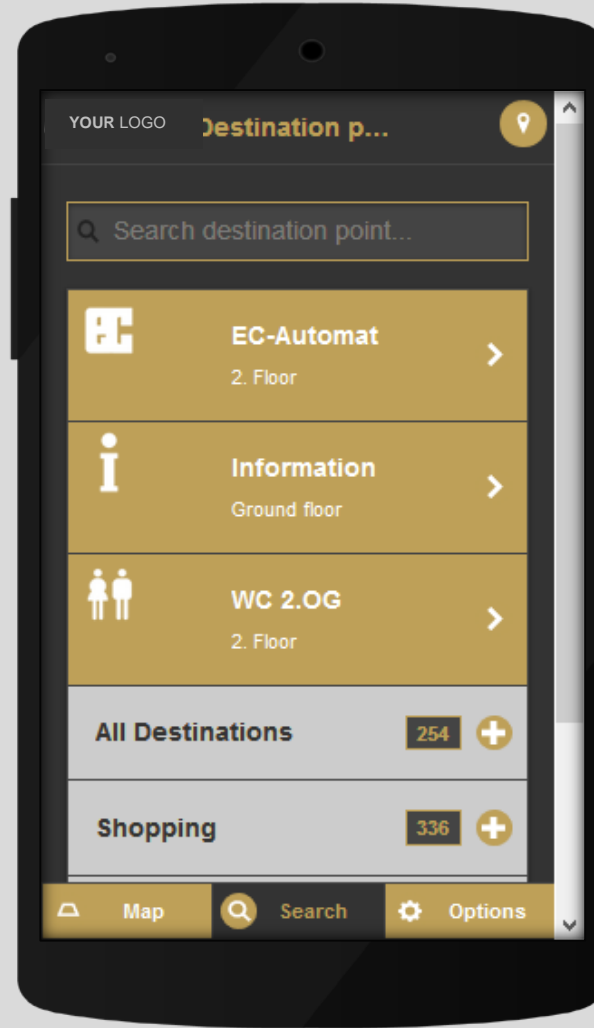 YOUR LOGO
Destination p...
Search destination point...
EC-Automat
2. Floor
Information
Ground floor
WC 2.OG
2. Floor
All Destinations 254
Shopping 336
Map Search Options